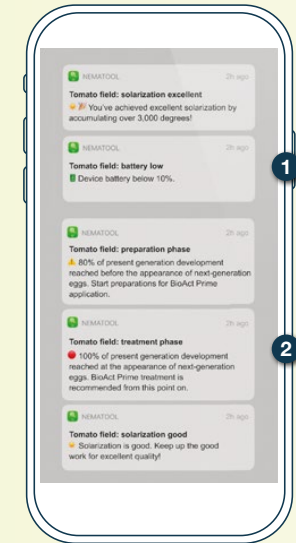 NEMATOOL 2h ago
Tomato field: solarization excellent
You've achieved excellent solarization by
accumulating over 3,000 degrees!
NEMATOOL 2h ago
Tomato field: battery low
Device battery below 10%.
1
NEMATOOL 2h ago
Tomato field: preparation phase
80% of present generation development
reached before the appearance of next-generation
eggs. Start preparations for BioAct Prime
application.
NEMATOOL 2h ago
Tomato field: treatment phase
100% of present generation development
reached at the appearance of next-generation
eggs. BioAct Prime treatment is
recommended from this point on.
2
NEMATOOL 2h ago
Tomato field: solarization good
Solarization is good. Keep up the good
work for excellent quality!